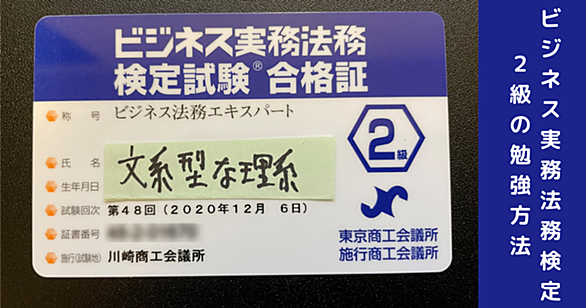 ビジネス実務法務
検定試験® 合格証
称号 ビジネス法務エキスパート
2級
氏名 文系型な理系
生年月日
試験回次 第48回(2020年12月 6日)
証書番号
施行(試験地) 川崎商工会議所
東京商工会議所
施行商工会議所
ビジネス実務法務検定
2級の勉強方法